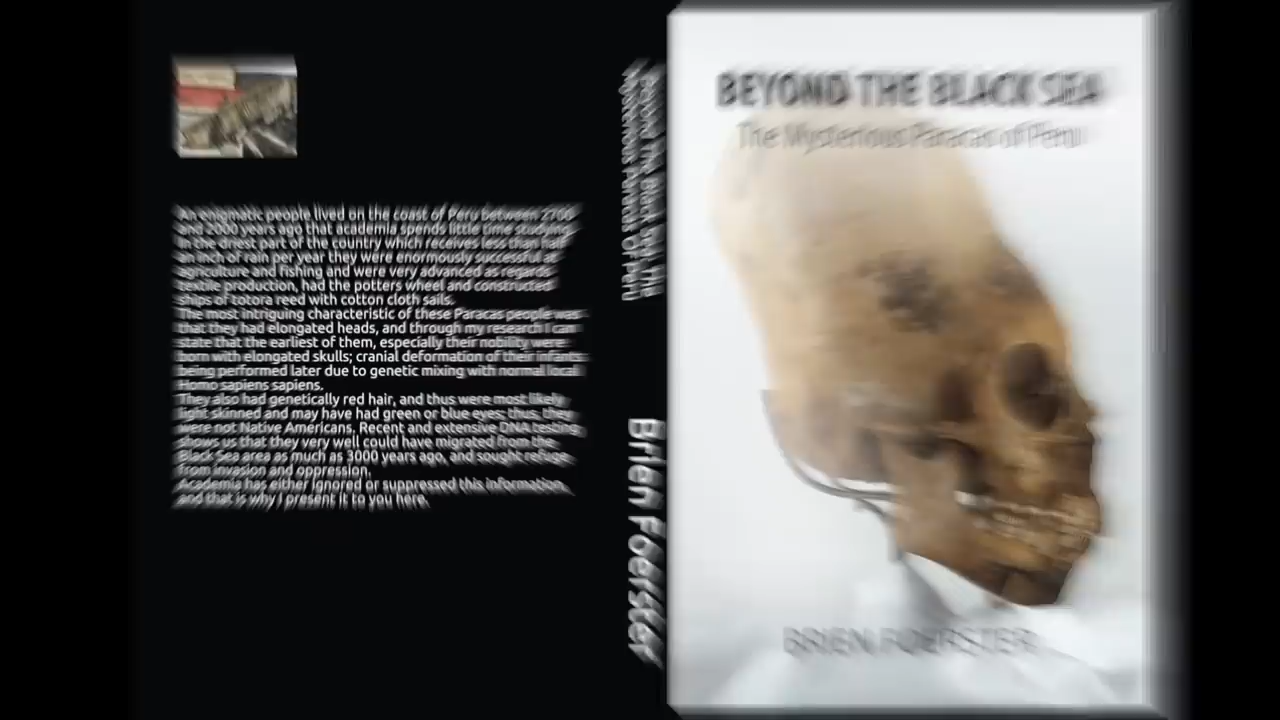 An enigmatic people lived on the coast of Peru between 2700
and 2000 years ago that academia spends little time studying.
In the driest part of the country which receives less than half
an inch of rain per year they were enormously successful at
agriculture and fishing and were very advanced as regards
textile production, had the potters wheel and constructed
ships of totora reed with cotton cloth sails.
The most intriguing characteristic of these Paracas people was
that they had elongated heads, and through my research I can
state that the earliest of them, especially their nobility were
born with elongated skulls; cranial deformation of their infants
being performed later due to genetic mixing with normal local
Homo sapiens sapiens.
They also had genetically red hair, and thus were most likely
light skinned and may have had green or blue eyes; thus, they
were not Native Americans. Recent and extensive DNA testing
shows us that they very well could have migrated from the
Black Sea area as much as 3000 years ago, and sought refuge
from invasion and oppression.
Academia has either ignored or suppressed this information,
and that is why I present it to you here.
Beyond The Black Sea: The
Mysterious Paracas Of Peru
Brien Foerster
BEYOND THE BLACK SEA
The Mysterious Paracas of Peru
BRIEN FOERSTER